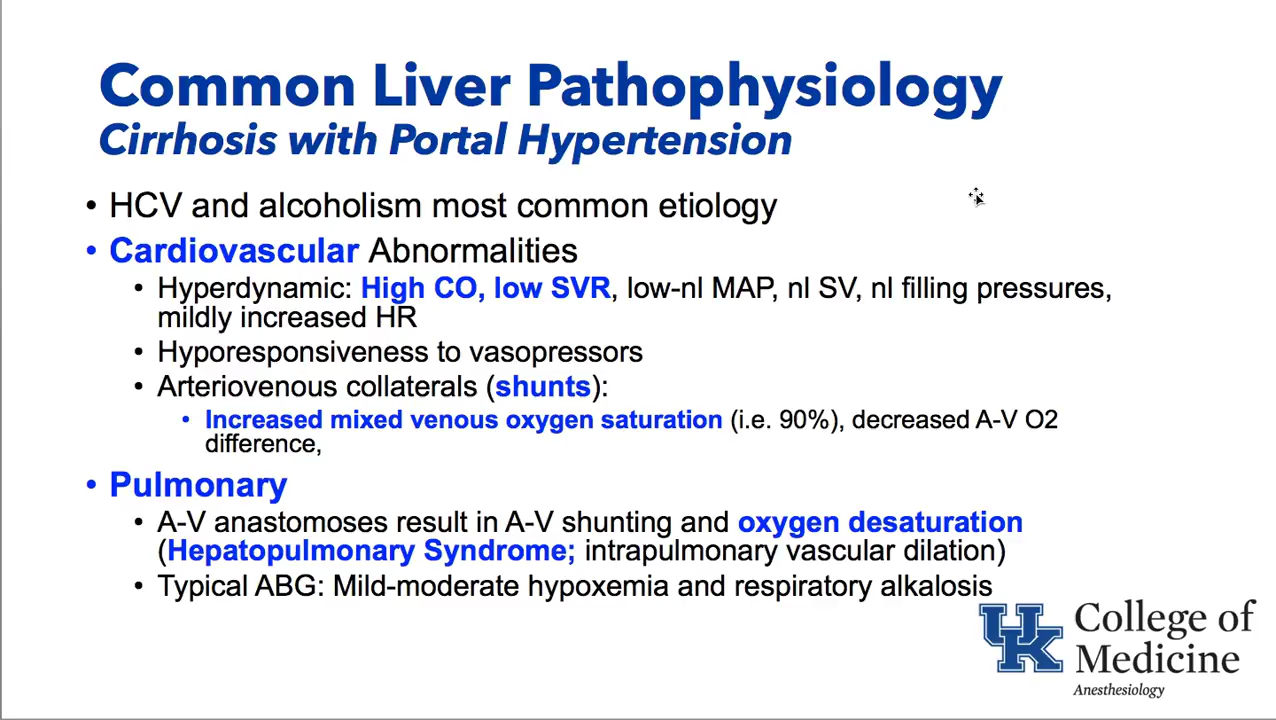 Common Liver Pathophysiology
Cirrhosis with Portal Hypertension
• HCV and alcoholism most common etiology
• Cardiovascular Abnormalities
• Hyperdynamic: High CO, low SVR, low-nl MAP, nl SV, nl filling pressures,
mildly increased HR
• Hyporesponsiveness to vasopressors
• Arteriovenous collaterals (shunts):
• Increased mixed venous oxygen saturation (i.e. 90%), decreased A-V O2
difference,
• Pulmonary
• A-V anastomoses result in A-V shunting and oxygen desaturation
(Hepatopulmonary Syndrome; intrapulmonary vascular dilation)
• Typical ABG: Mild-moderate hypoxemia and respiratory alkalosis
UK
College of
Medicine
Anesthesiology